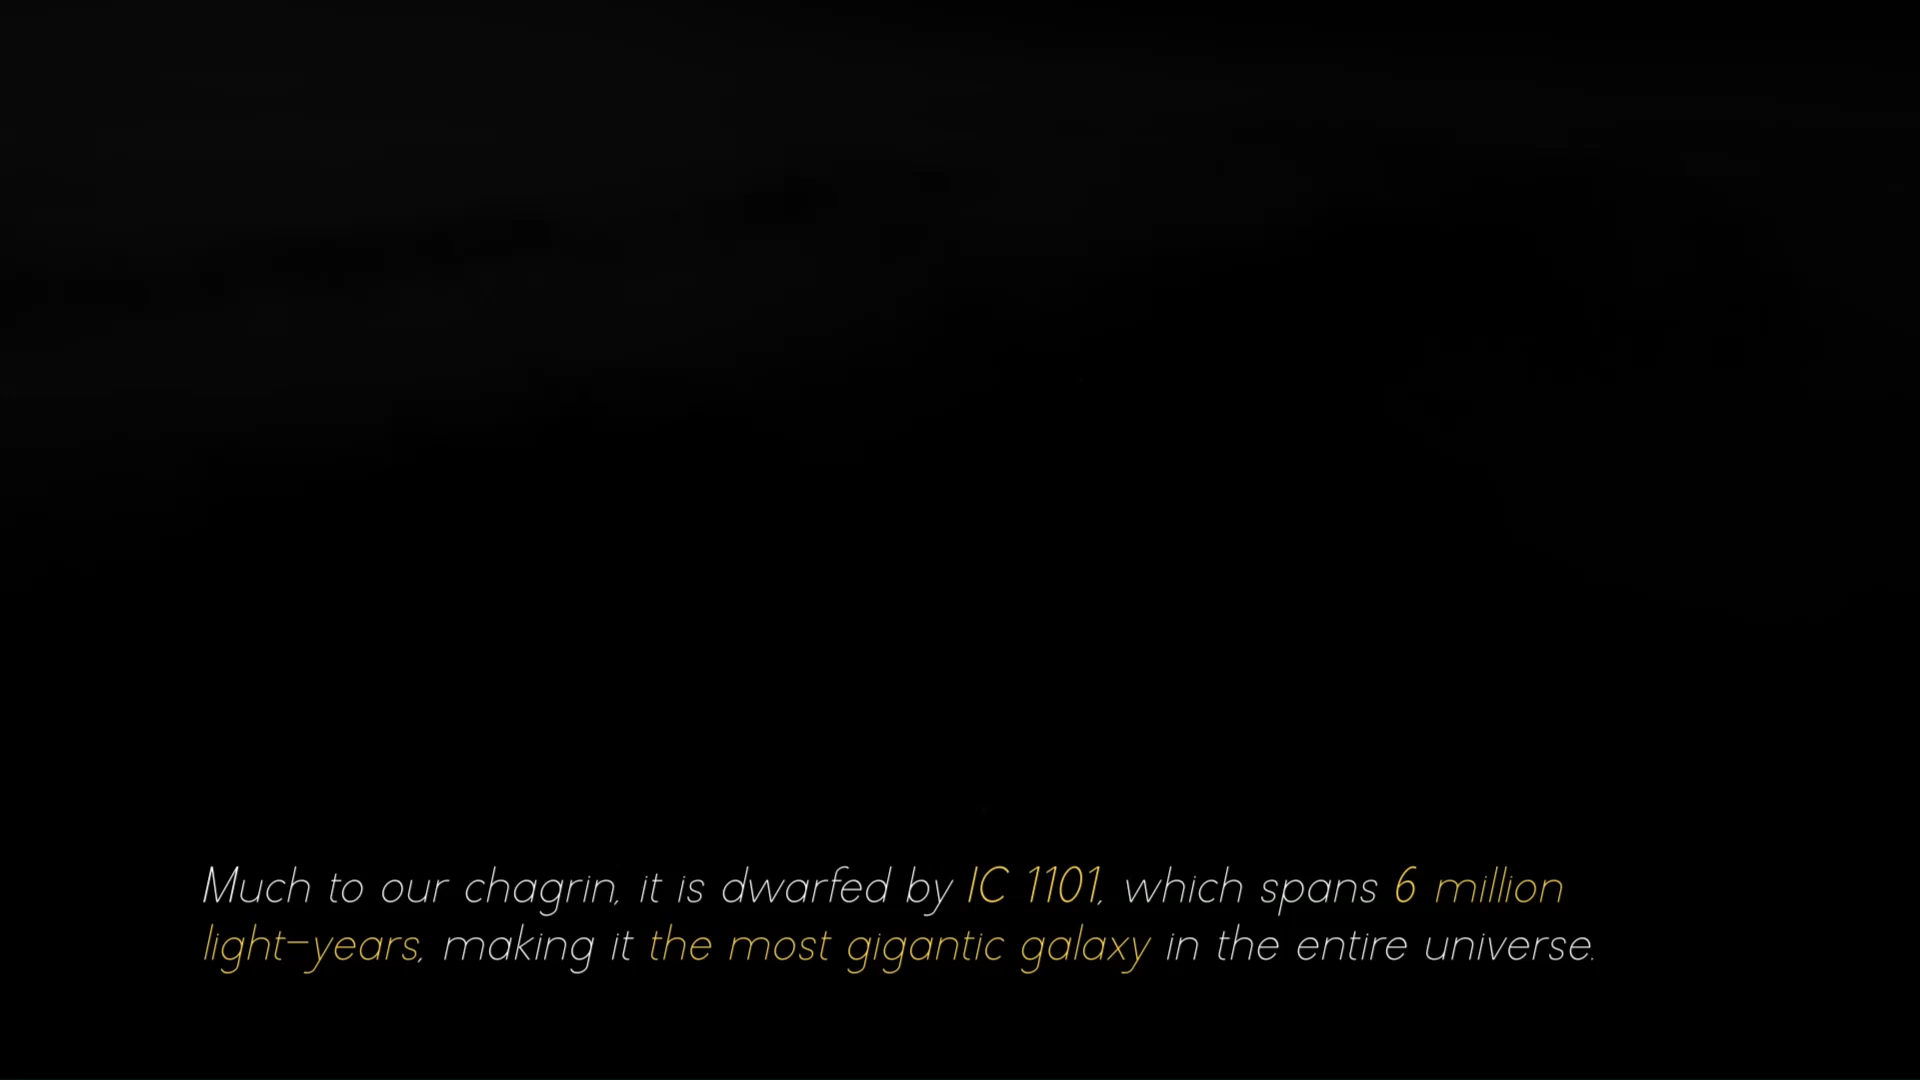 Much to our chagrin, it is dwarfed by IC 1101, which spans 6 million
light-years, making it the most gigantic galaxy in the entire universe.